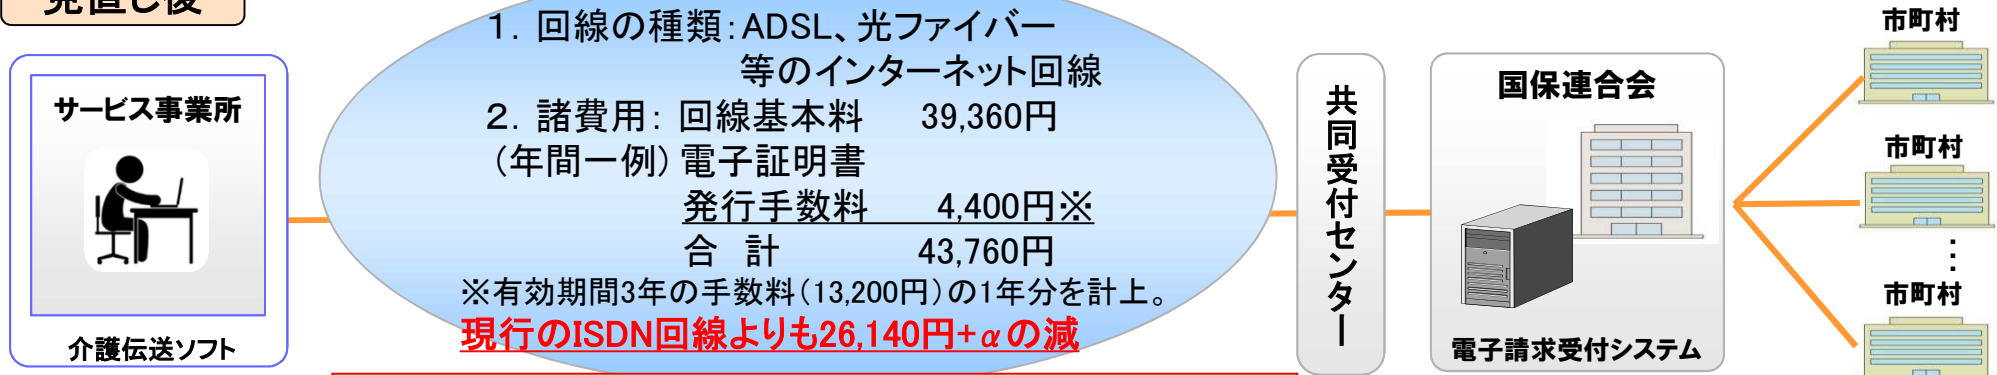 見直し後
サービス事業所
介護伝送ソフト
1．回線の種類：ADSL、光ファイバー
等のインターネット回線
２．諸費用： 回線基本料　39,360円
（年間一例） 電子証明書
発行手数料　4,400円※
合　計　43,760円
※有効期間3年の手数料（13,200円）の1年分を計上。
現行のISDN回線よりも26,140円+αの減
共同受付センター
国保連合会
電子請求受付システム
市町村
市町村
：
市町村